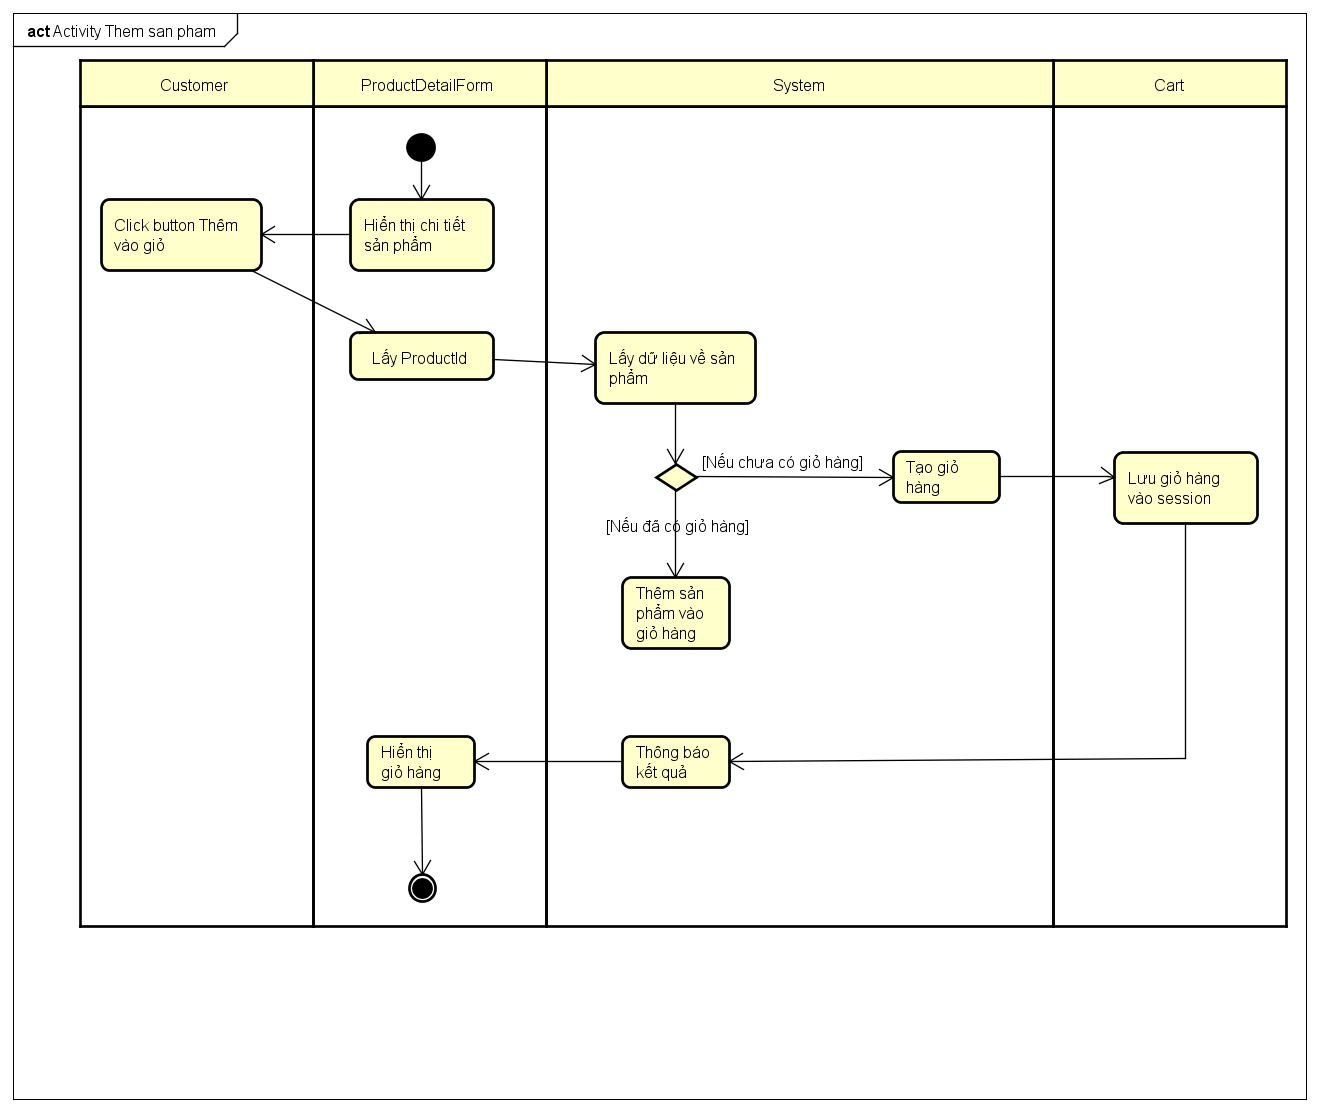 act Activity Them san pham
Customer
ProductDetailForm
System
Cart
Click button Thêm
vào giỏ
Hiển thị chi tiết
sản phẩm
Lấy ProductId
Lấy dữ liệu về sản
phẩm
[Nếu chưa có giỏ hàng]
Tạo giỏ
hàng
Lưu giỏ hàng
vào session
[Nếu đã có giỏ hàng]
Thêm sản
phẩm vào
giỏ hàng
Hiển thị
giỏ hàng
Thông báo
kết quả